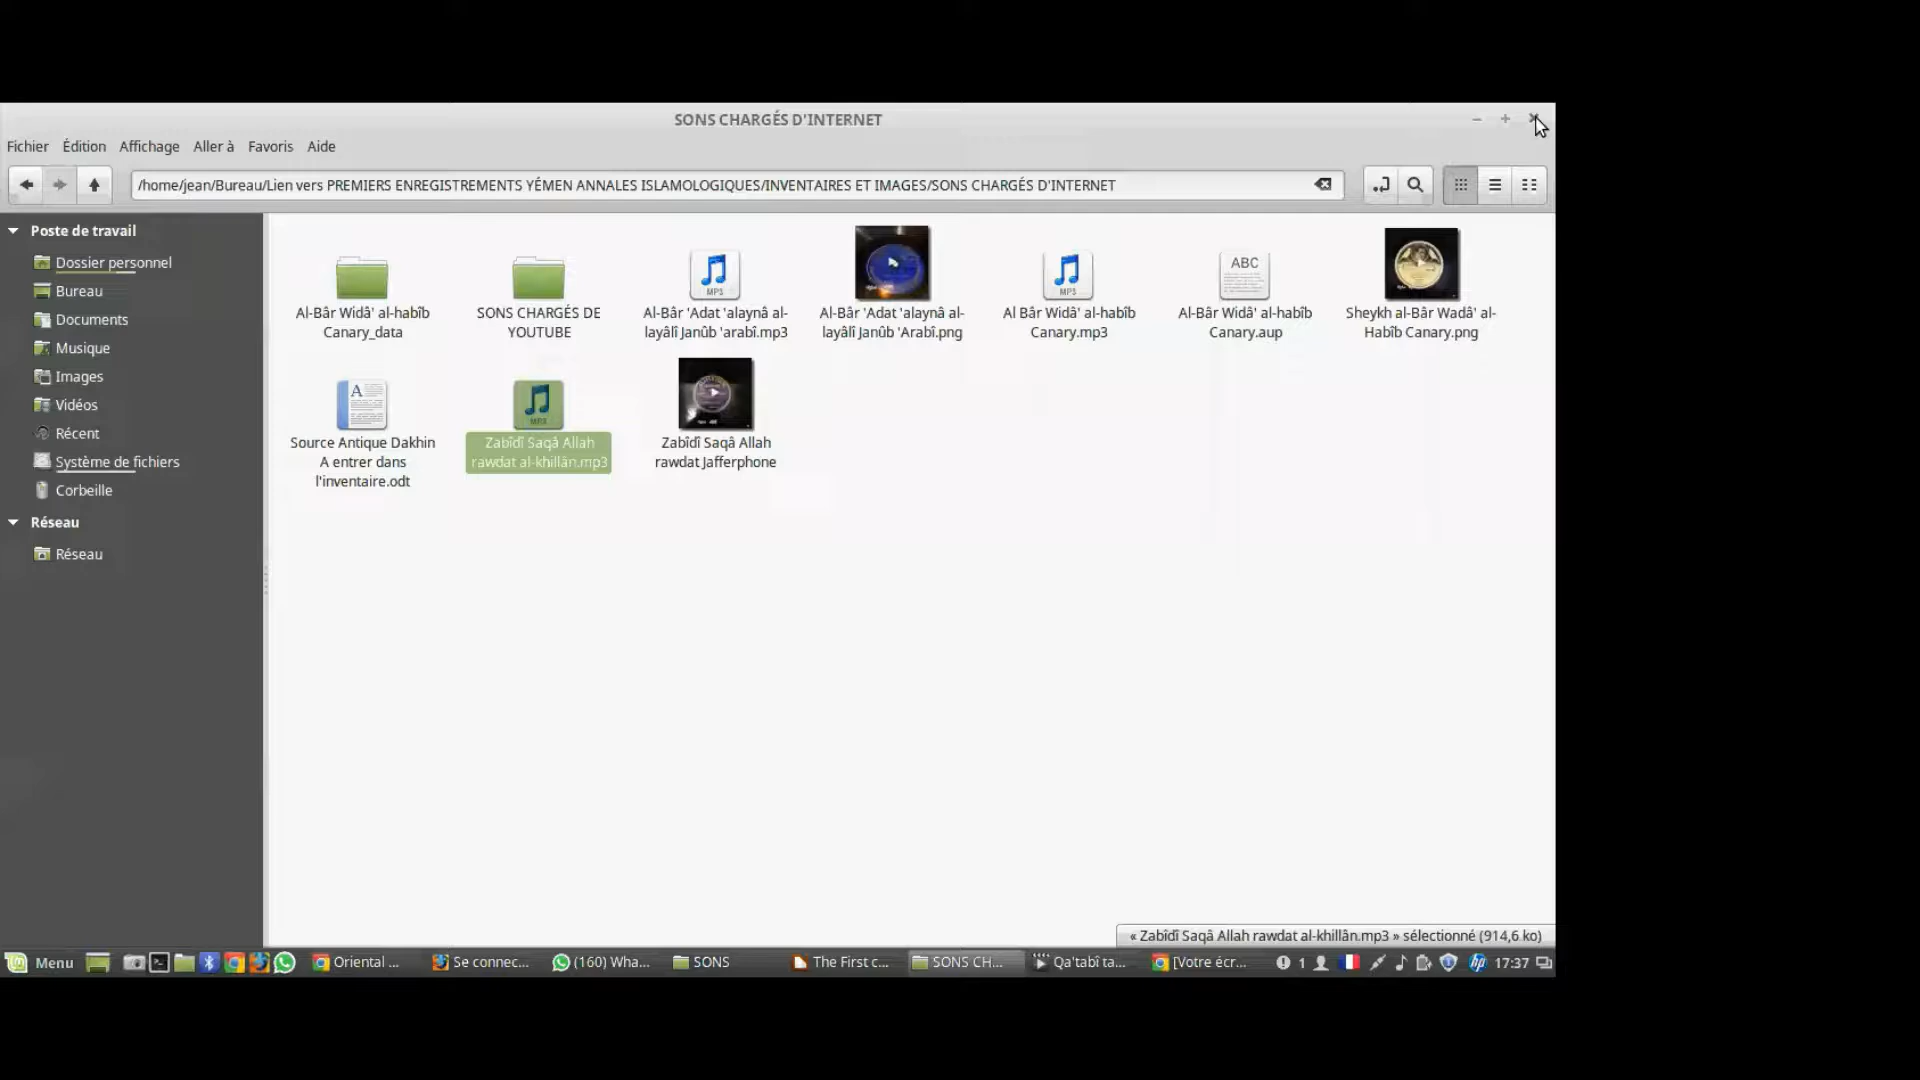 SONS CHARGÉS D'INTERNET
Fichier Édition Affichage Aller à Favoris Aide
/home/jean/Bureau/Lien vers PREMIERS ENREGISTREMENTS YÉMEN ANNALES ISLAMOLOGIQUES/INVENTAIRES ET IMAGES/SONS CHARGÉS D'INTERNET
Poste de travail
Dossier personnel
Bureau
Documents
Musique
Images
Vidéos
Récent
Système de fichiers
Corbeille
Réseau
Réseau
Al-Bâr Widâ' al-habîb
Canary_data
SONS CHARGÉS DE
YOUTUBE
MP3
Al-Bâr 'Adat 'alaynâ al-
layâlî Janûb 'arabî.mp3
Al-Bâr 'Adat 'alaynâ al-
layâlî Janûb 'Arabî.png
MP3
Al Bâr Widâ' al-habîb
Canary.mp3
ABC
Al-Bâr Widâ' al-habîb
Canary.aup
Sheykh al-Bâr Wadâ' al-
Habîb Canary.png
A
Source Antique Dakhin
A entrer dans
l'inventaire.odt
MP3
Zabîdî Saqâ Allah
rawdat al-khillân.mp3
Zabîdî Saqâ Allah
rawdat Jafferphone
« Zabîdî Saqâ Allah rawdat al-khillân.mp3 » sélectionné (914,6 ko)
Menu Oriental ... Se connec... (160) Wha... SONS The First c... SONS CH... Qa'tabî ta... [Votre écr... 1 hp 17:37